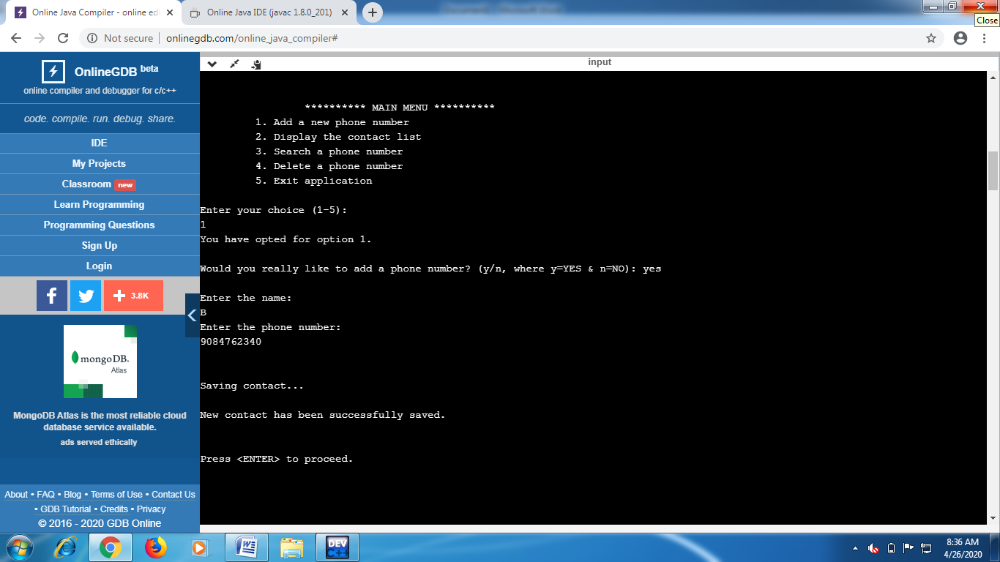 Online Java Compiler - online ed
Online Java IDE (javac 1.8.0_201)
Close
Not secure | onlinegdb.com/online_java_compiler#
OnlineGDB beta
online compiler and debugger for c/c++
code. compile. run. debug. share.
IDE
My Projects
Classroom new
Learn Programming
Programming Questions
Sign Up
Login
f
+ 3.8K
mongoDB.
Atlas
MongoDB Atlas is the most reliable cloud
database service available.
ads served ethically
About • FAQ • Blog • Terms of Use • Contact Us
• GDB Tutorial • Credits • Privacy
© 2016 - 2020 GDB Online
input
********** MAIN MENU **********
1. Add a new phone number
2. Display the contact list
3. Search a phone number
4. Delete a phone number
5. Exit application
Enter your choice (1-5):
1
You have opted for option 1.
Would you really like to add a phone number? (y/n, where y=YES & n=NO): yes
Enter the name:
B
Enter the phone number:
9084762340
Saving contact...
New contact has been successfully saved.
Press <ENTER> to proceed.
W
DEV
C++
8:36 AM
4/26/2020